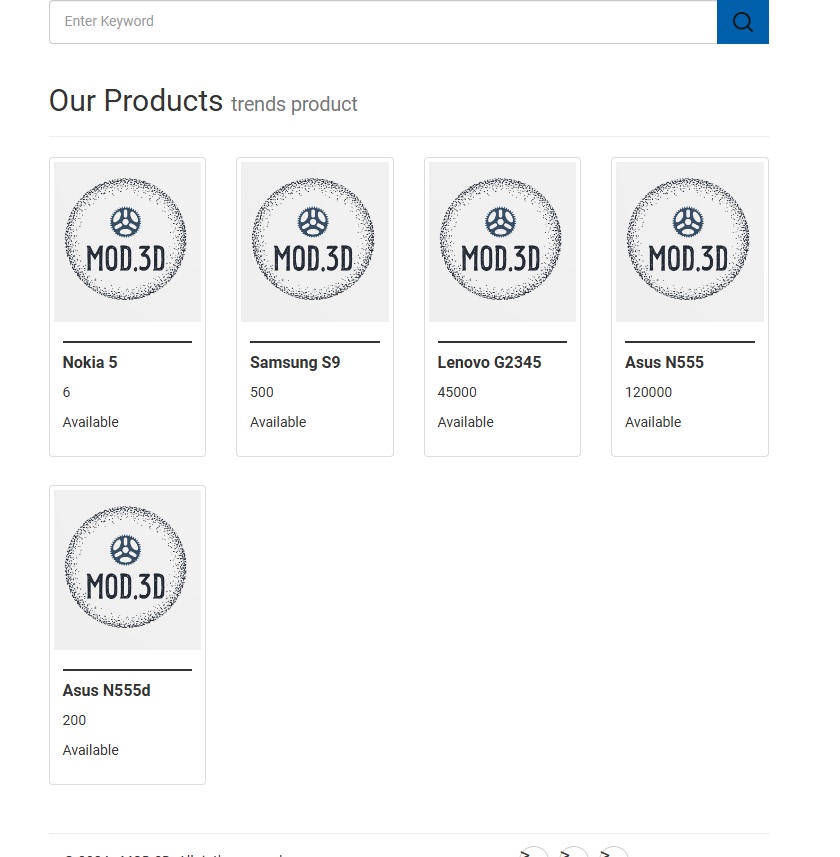 Enter Keyword
Our Products trends product
MOD.3D
MOD.3D
MOD.3D
MOD.3D
Nokia 5
6
Available
Samsung S9
500
Available
Lenovo G2345
45000
Available
Asus N555
120000
Available
MOD.3D
Asus N555d
200
Available